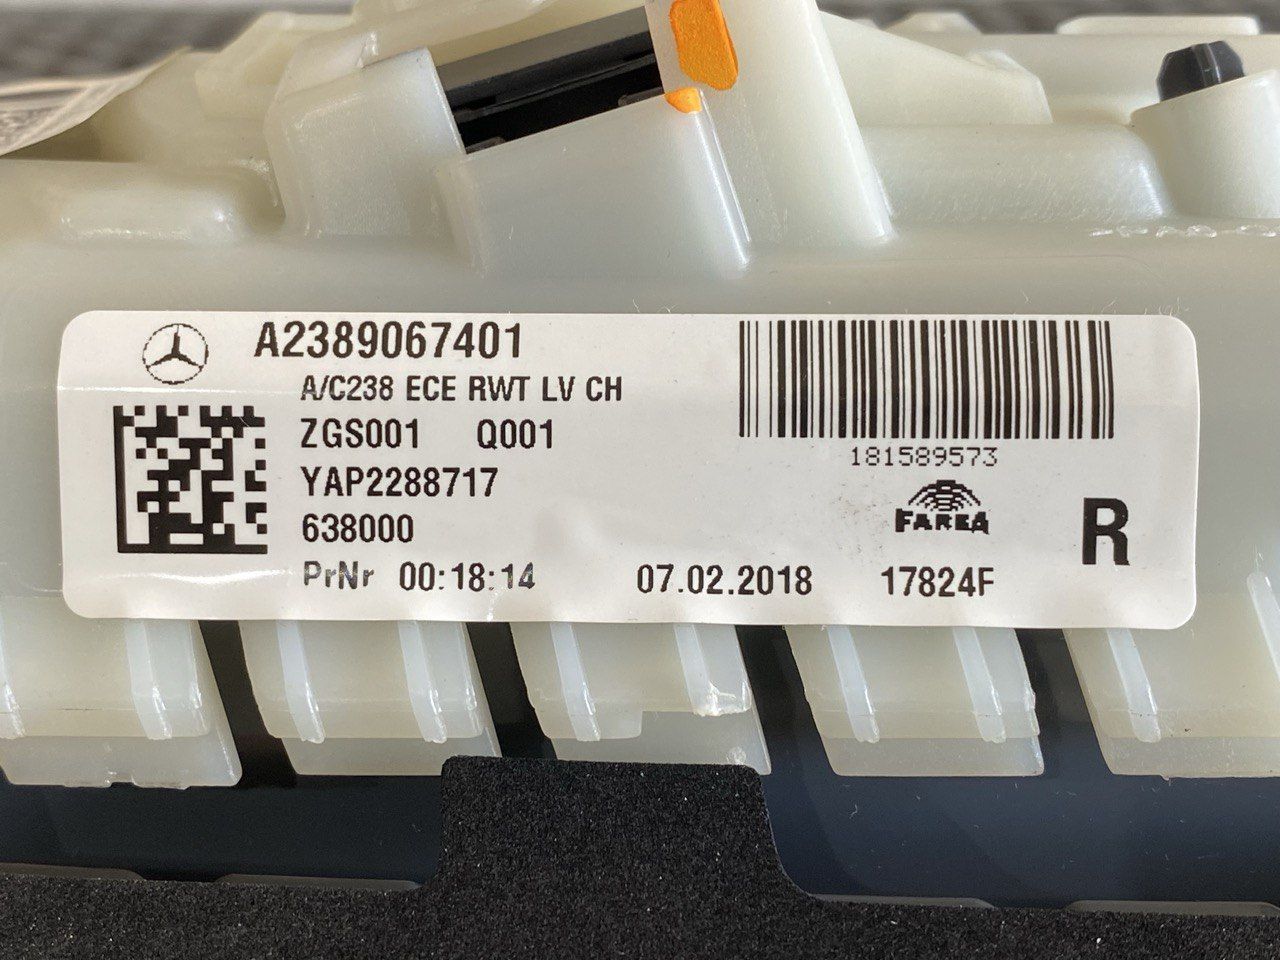 A2389067401
A/C238 ECE RWT LV CH
ZGS001 Q001
YAP2288717
638000
PrNr 00:18:14 07.02.2018 17824F
181589573
FAREA
R